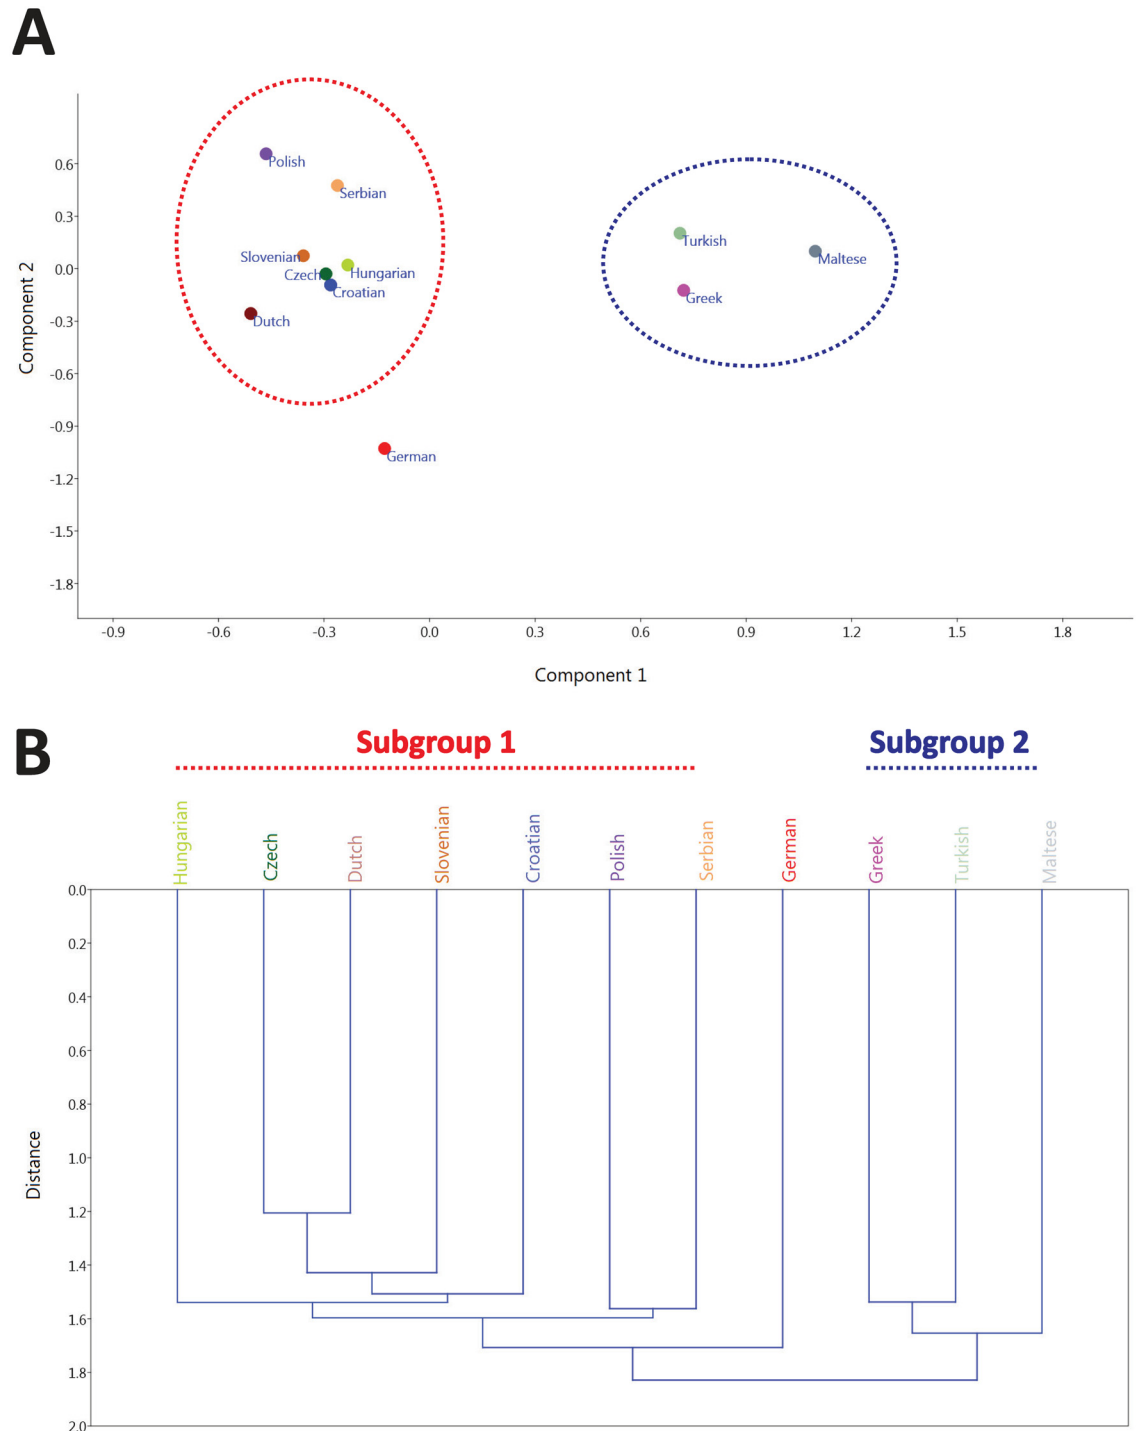 A
Component 2
0.6
0.3
0.0
-0.3
-0.6
-0.9
-1.2
-1.5
-1.8
Polish
Serbian
Slovenian
Czech
Hungarian
Croatian
Dutch
German
Turkish
Maltese
Greek
-0.9 -0.6 -0.3 0.0 0.3 0.6 0.9 1.2 1.5 1.8
Component 1
B
Subgroup 1 Subgroup 2
Hungarian
Czech
Dutch
Slovenian
Croatian
Polish
Serbian
German
Greek
Turkish
Maltese
Distance
0.0
0.2
0.4
0.6
0.8
1.0
1.2
1.4
1.6
1.8
2.0